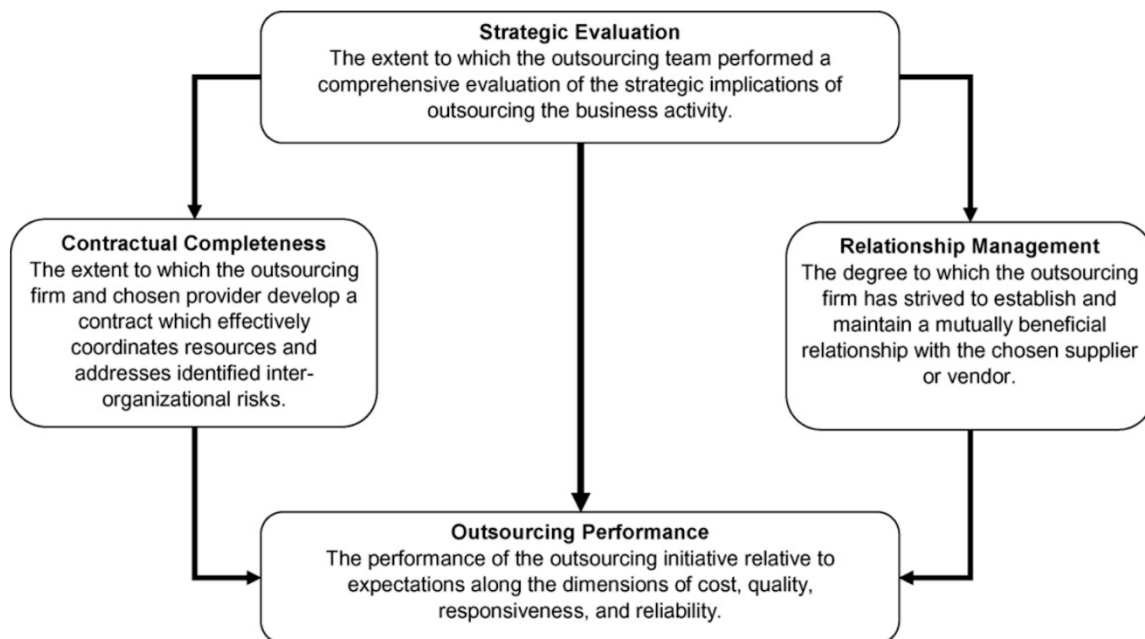 Strategic Evaluation
The extent to which the outsourcing team performed a
comprehensive evaluation of the strategic implications of
outsourcing the business activity.
Contractual Completeness
The extent to which the outsourcing
firm and chosen provider develop a
contract which effectively
coordinates resources and
addresses identified inter-
organizational risks.
Relationship Management
The degree to which the outsourcing
firm has strived to establish and
maintain a mutually beneficial
relationship with the chosen supplier
or vendor.
Outsourcing Performance
The performance of the outsourcing initiative relative to
expectations along the dimensions of cost, quality,
responsiveness, and reliability.